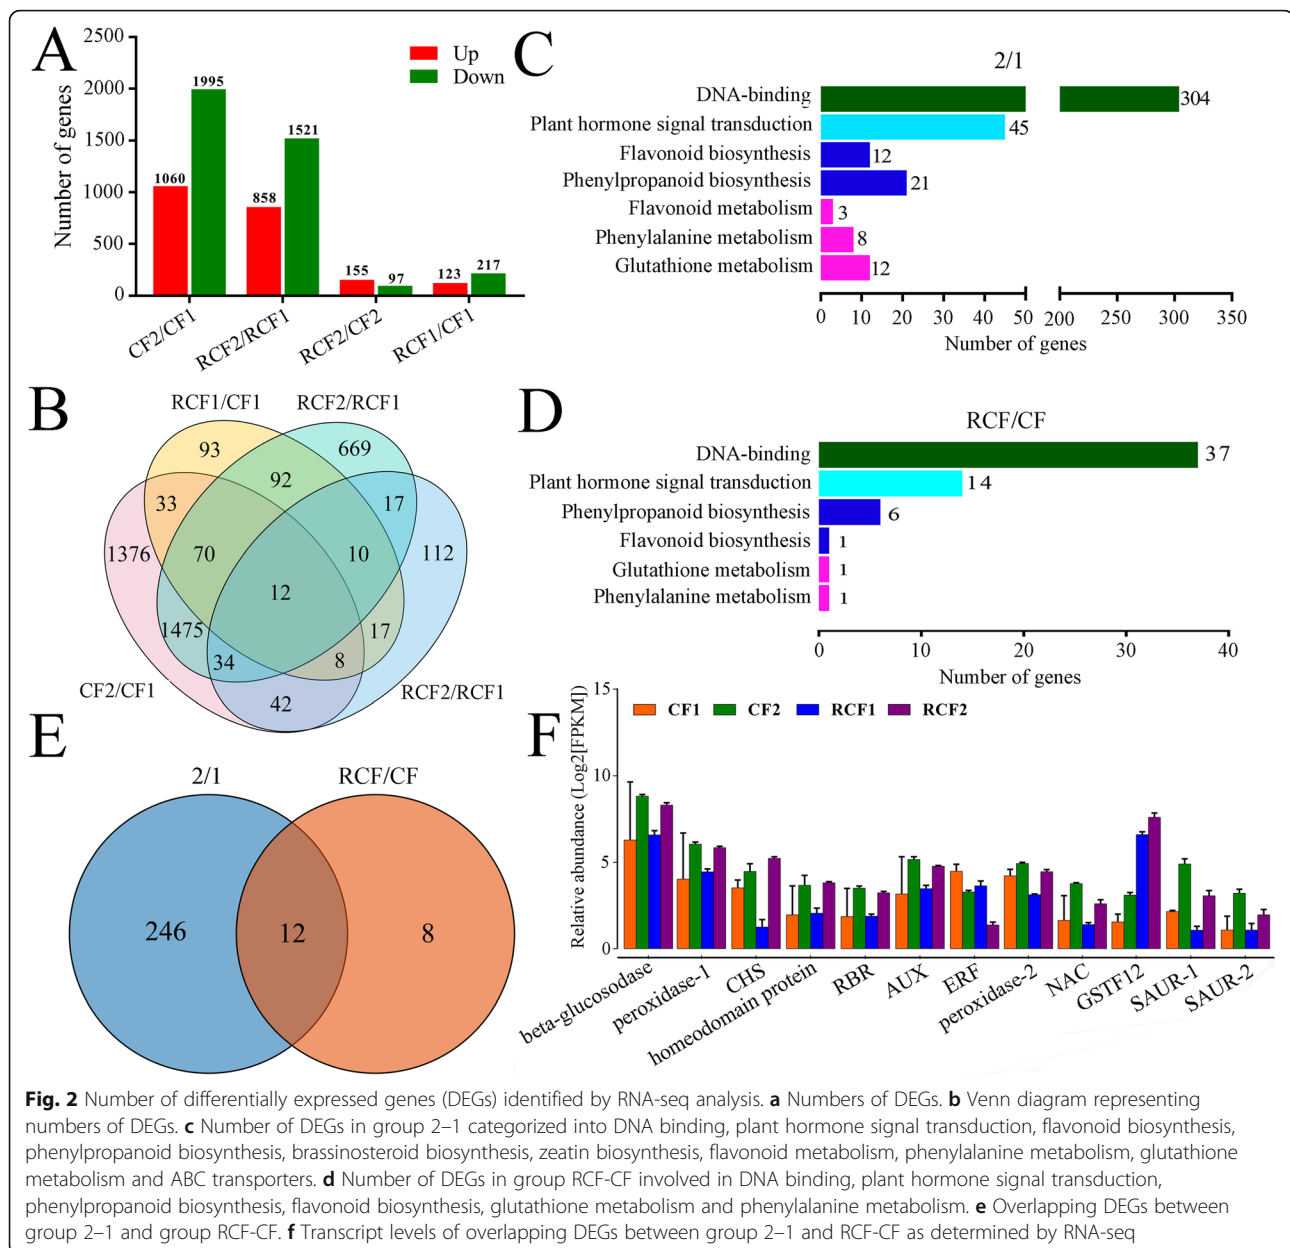 A
2500
2000
1500
1000
500
0
Number of genes
Up
Down
1060
1995
858
1521
155
97
123
217
CF2/CF1
RCF2/RCF1
RCF2/CF2
RCF1/CF1
C
2/1
DNA-binding
304
Plant hormone signal transduction
45
Flavonoid biosynthesis
12
Phenylpropanoid biosynthesis
21
Flavonoid metabolism
3
Phenylalanine metabolism
8
Glutathione metabolism
12
0 10 20 30 40 50 200 250 300 350
Number of genes
B
RCF1/CF1
RCF2/RCF1
93
669
92
33
17
1376
70
10
112
12
1475
17
34
8
42
CF2/CF1
RCF2/RCF1
D
RCF/CF
DNA-binding
37
Plant hormone signal transduction
14
Phenylpropanoid biosynthesis
6
Flavonoid biosynthesis
1
Glutathione metabolism
1
Phenylalanine metabolism
1
0 10 20 30 40
Number of genes
E
2/1
RCF/CF
246
12
8
F
15
10
5
0
Relative abundance (Log2[FPKM])
CF1 CF2 RCF1 RCF2
beta-glucosodase
peroxidase-1
CHS
homeodomain protein
RBR
AUX
ERF
peroxidase-2
NAC
GSTF12
SAUR-1
SAUR-2
Fig. 2 Number of differentially expressed genes (DEGs) identified by RNA-seq analysis. a Numbers of DEGs. b Venn diagram representing
numbers of DEGs. c Number of DEGs in group 2–1 categorized into DNA binding, plant hormone signal transduction, flavonoid biosynthesis,
phenylpropanoid biosynthesis, brassinosteroid biosynthesis, zeatin biosynthesis, flavonoid metabolism, phenylalanine metabolism, glutathione
metabolism and ABC transporters. d Number of DEGs in group RCF-CF involved in DNA binding, plant hormone signal transduction,
phenylpropanoid biosynthesis, flavonoid biosynthesis, glutathione metabolism and phenylalanine metabolism. e Overlapping DEGs between
group 2–1 and group RCF-CF. f Transcript levels of overlapping DEGs between group 2–1 and RCF-CF as determined by RNA-seq